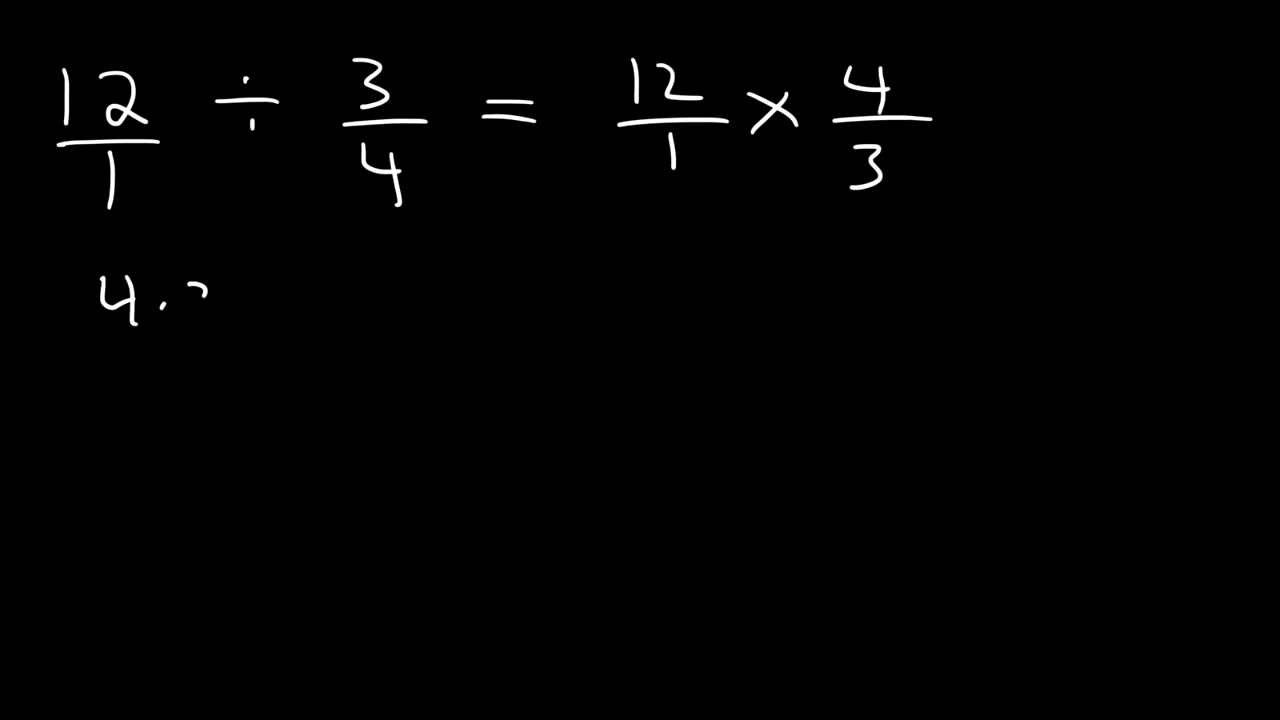 12/1 ÷ 3/4 = 12/1 × 4/3
4 ·